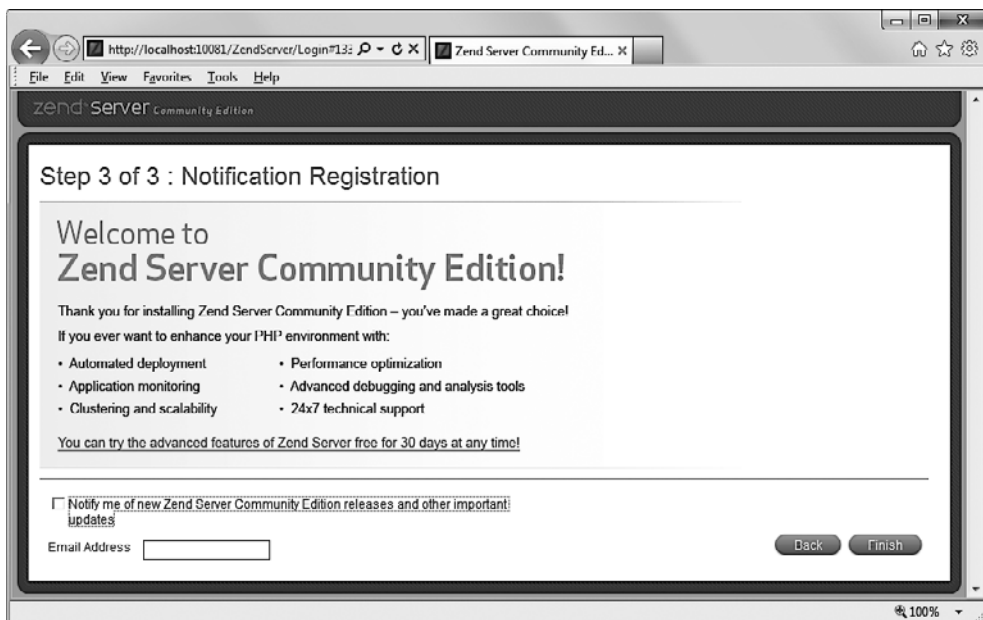 http://localhost:10081/ZendServer/Login#133
Zend Server Community Ed...
File Edit View Favorites Tools Help
zend Server Community Edition
Step 3 of 3 : Notification Registration
Welcome to
Zend Server Community Edition!
Thank you for installing Zend Server Community Edition – you've made a great choice!
If you ever want to enhance your PHP environment with:
• Automated deployment • Performance optimization
• Application monitoring • Advanced debugging and analysis tools
• Clustering and scalability • 24x7 technical support
You can try the advanced features of Zend Server free for 30 days at any time!
Notify me of new Zend Server Community Edition releases and other important
updates
Email Address
Back Finish
100%